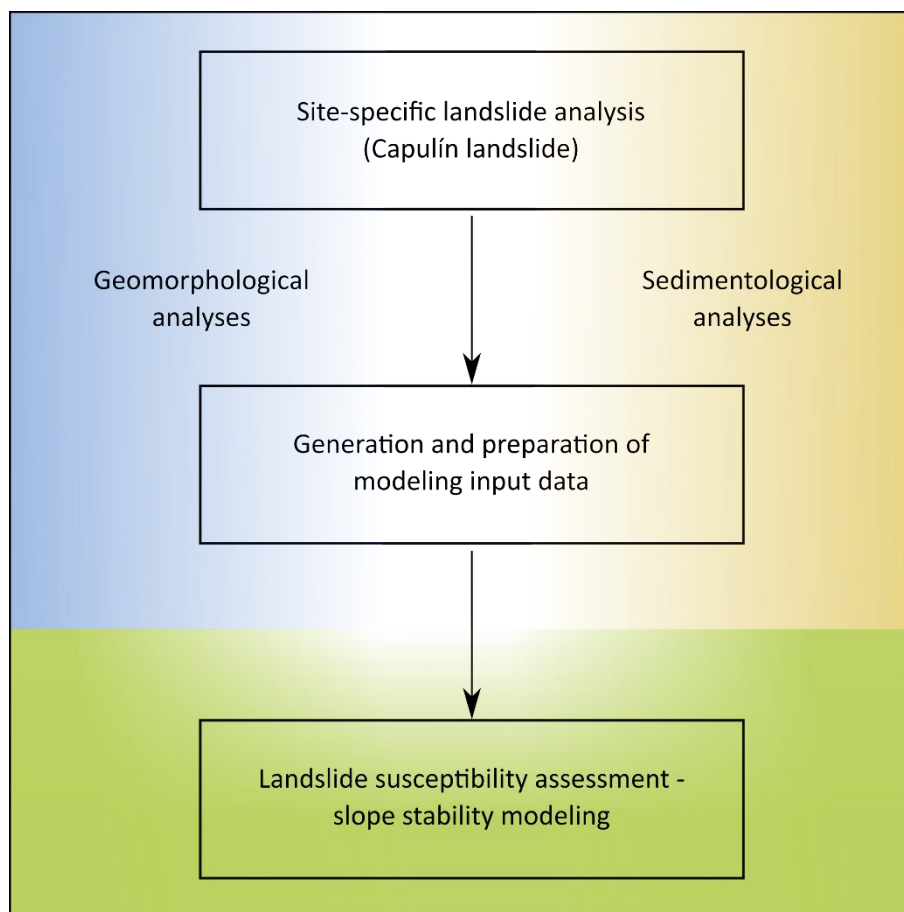 Site-specific landslide analysis
(Capulín landslide)
Geomorphological
analyses
Sedimentological
analyses
Generation and preparation of
modeling input data
Landslide susceptibility assessment -
slope stability modeling